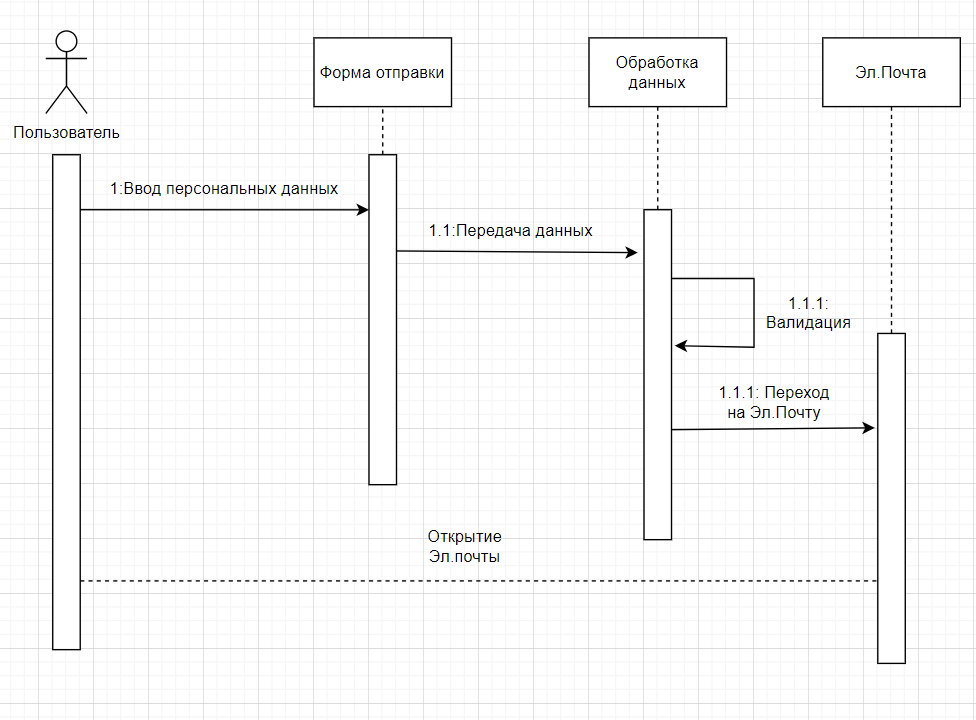 Форма отправки
Обработка
данных
Эл.Почта
Пользователь
1:Ввод персональных данных
1.1:Передача данных
1.1.1:
Валидация
1.1.1: Переход
на Эл.Почту
Открытие
Эл.почты